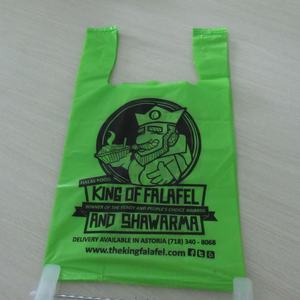 HALAL FOOD
KING OF FALAFEL
WINNER OF THE VENDY AND PEOPLE'S CHOICE AWARDS
AND SHAWARMA
DELIVERY AVAILABLE IN ASTORIA (718) 340 - 8068
www.thekingfalafel.com